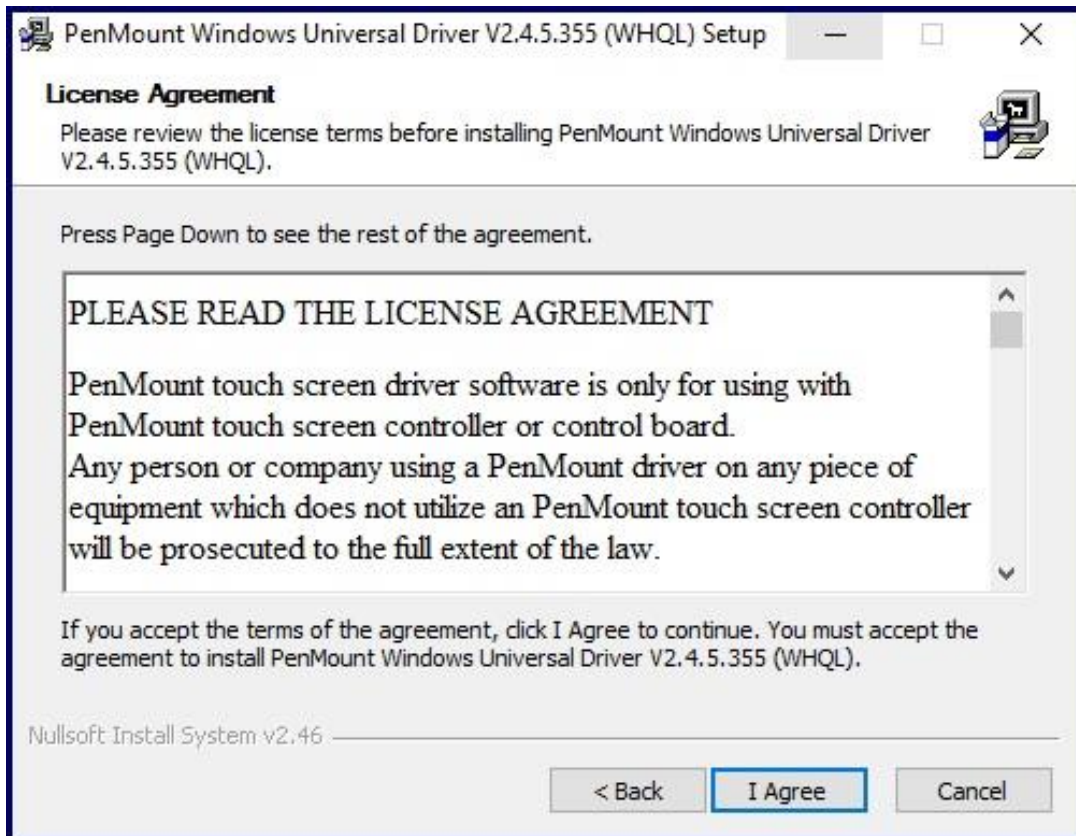 PenMount Windows Universal Driver V2.4.5.355 (WHQL) Setup
License Agreement
Please review the license terms before installing PenMount Windows Universal Driver
V2.4.5.355 (WHQL).
Press Page Down to see the rest of the agreement.
PLEASE READ THE LICENSE AGREEMENT
PenMount touch screen driver software is only for using with
PenMount touch screen controller or control board.
Any person or company using a PenMount driver on any piece of
equipment which does not utilize an PenMount touch screen controller
will be prosecuted to the full extent of the law.
If you accept the terms of the agreement, click I Agree to continue. You must accept the
agreement to install PenMount Windows Universal Driver V2.4.5.355 (WHQL).
Nullsoft Install System v2.46
< Back I Agree Cancel